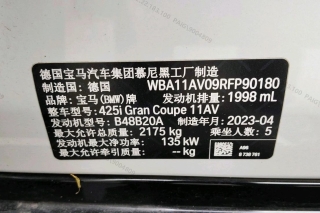 德国宝马汽车集团慕尼黑工厂制造
制造国: 德国 WBA11AV09RFP90180
品牌: 宝马(BMW)牌 发动机排量: 1998 mL
整车型号: 425i Gran Coupe 11AV
发动机型号: B48B20A 制造年月: 2023-04
最大允许总质量: 2175 kg 乘坐人数: 5
发动机最大净功率: 135 kW
最大允许牵引质量: -- kg